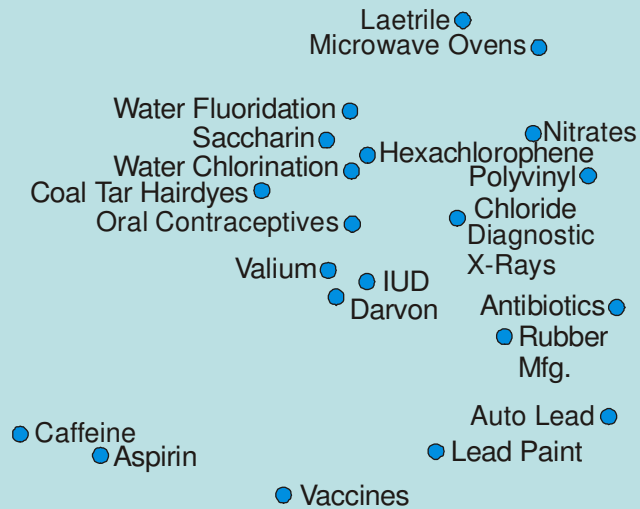 Laetrile
Microwave Ovens
Water Fluoridation
Saccharin
Nitrates
Hexachlorophene
Water Chlorination
Polyvinyl
Coal Tar Hairdyes
Chloride
Oral Contraceptives
Diagnostic
X-Rays
Valium
IUD
Darvon
Antibiotics
Rubber
Mfg.
Auto Lead
Caffeine
Aspirin
Lead Paint
Vaccines